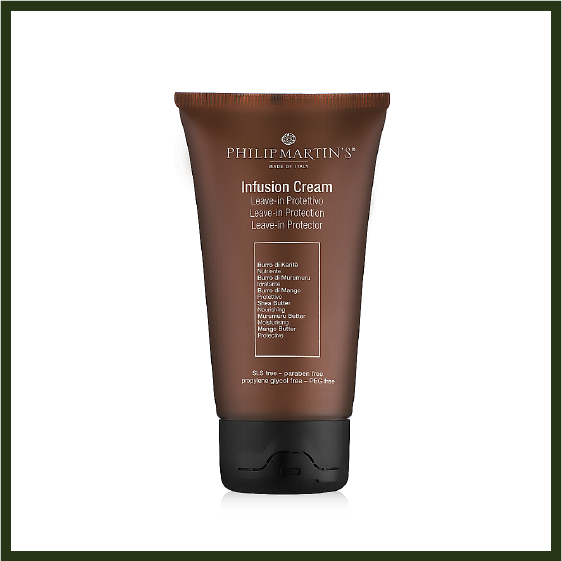 PHILIP MARTIN'S®
MADE OF ITALY
Infusion Cream
Leave-in Protettivo
Leave-in Protection
Leave-in Protector
Burro di Karitè
Nutriente
Burro di Murumuru
Idratante
Burro di Mango
Protettivo
Shea Butter
Nourishing
Murumuru Butter
Moisturising
Mango Butter
Protective
SLS free – paraben free
propylene glycol free – PEG free